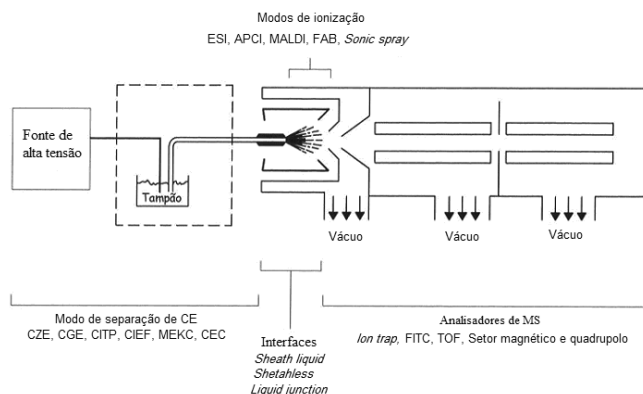 Modos de ionização
ESI, APCI, MALDI, FAB, Sonic spray
Fonte de
alta tensão
Tampão
Vácuo
Vácuo
Vácuo
Modo de separação de CE
CZE, CGE, CITP, CIEF, MEKC, CEC
Interfaces
Sheath liquid
Shetahless
Liquid junction
Analisadores de MS
Ion trap, FITC, TOF, Setor magnético e quadrupolo